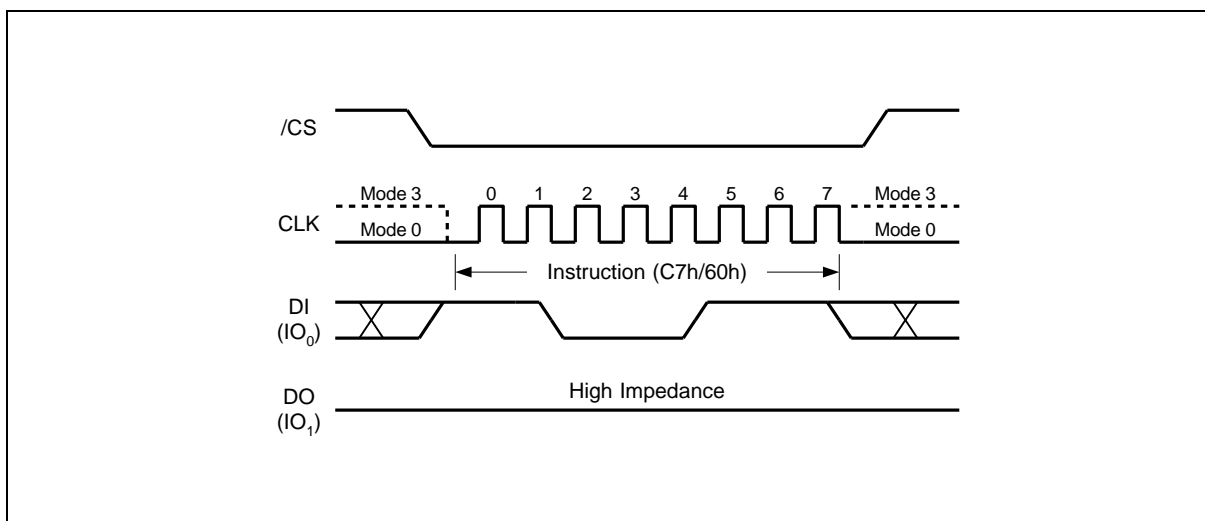 /CS
Mode 3 0 1 2 3 4 5 6 7 Mode 3
CLK
Mode 0 Mode 0
Instruction (C7h/60h)
DI
(IO0)
High Impedance
DO
(IO1)